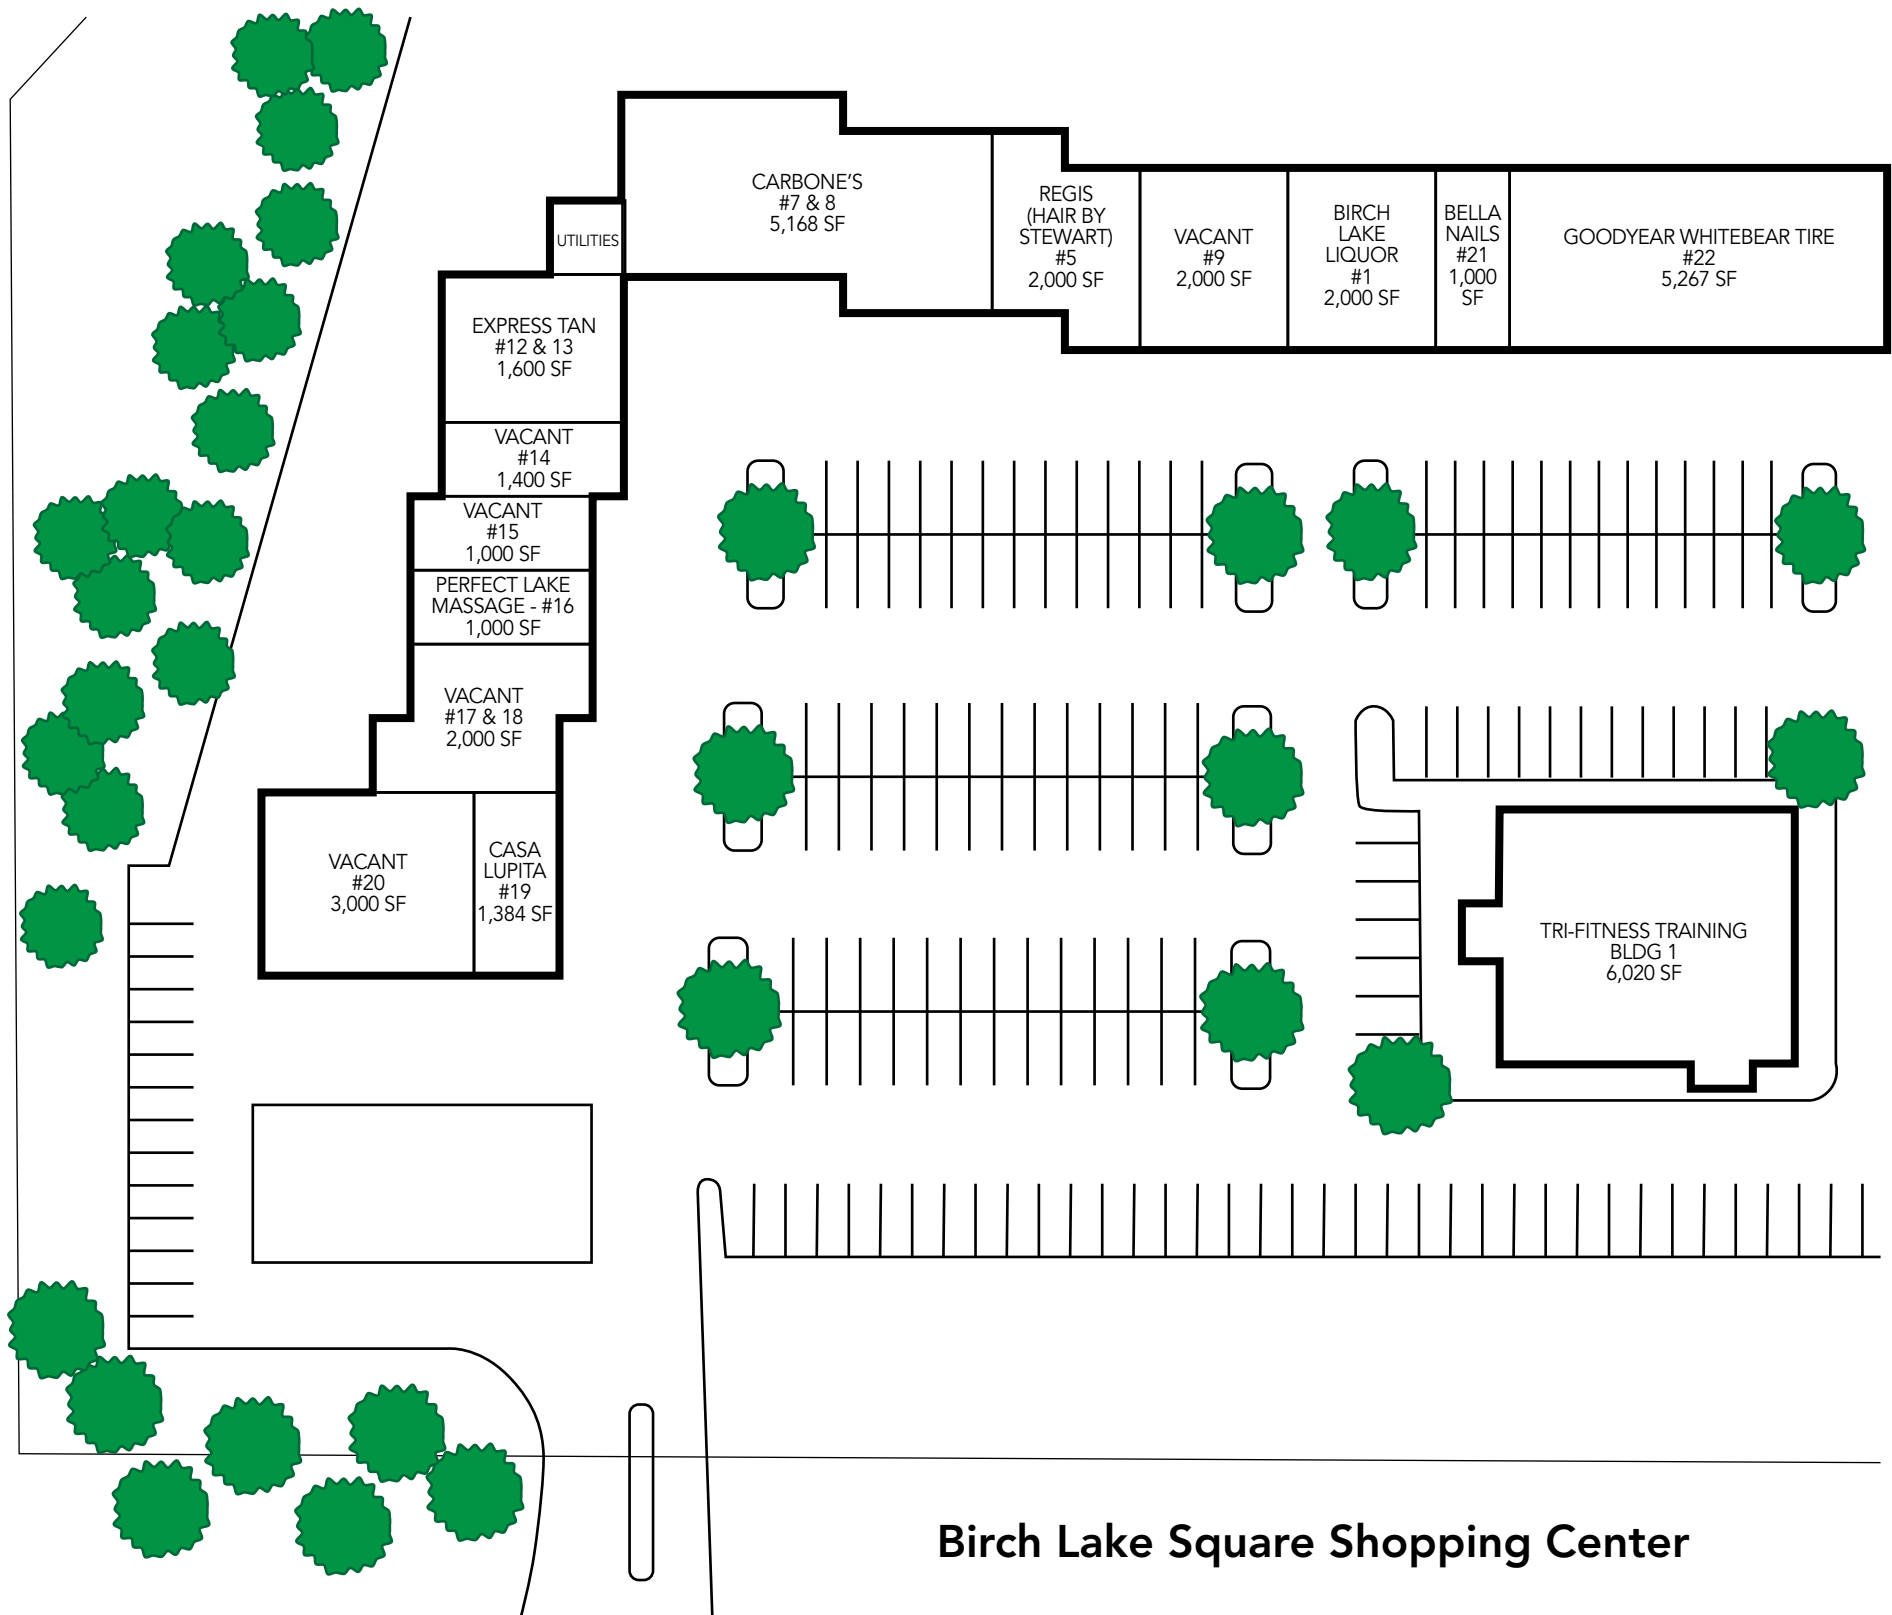 CARBONE'S
#7 & 8
5,168 SF
REGIS
(HAIR BY
STEWART)
#5
2,000 SF
VACANT
#9
2,000 SF
BIRCH
LAKE
LIQUOR
#1
2,000 SF
BELLA
NAILS
#21
1,000
SF
GOODYEAR WHITEBEAR TIRE
#22
5,267 SF
UTILITIES
EXPRESS TAN
#12 & 13
1,600 SF
VACANT
#14
1,400 SF
VACANT
#15
1,000 SF
PERFECT LAKE
MASSAGE - #16
1,000 SF
VACANT
#17 & 18
2,000 SF
VACANT
#20
3,000 SF
CASA
LUPITA
#19
1,384 SF
TRI-FITNESS TRAINING
BLDG 1
6,020 SF
Birch Lake Square Shopping Center